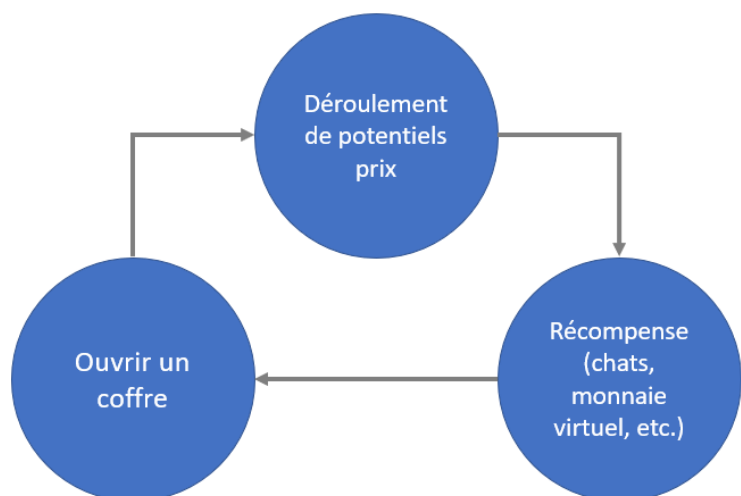 Déroulement
de potentiels
prix
Ouvrir un
coffre
Récompense
(chats,
monnaie
virtuel, etc.)